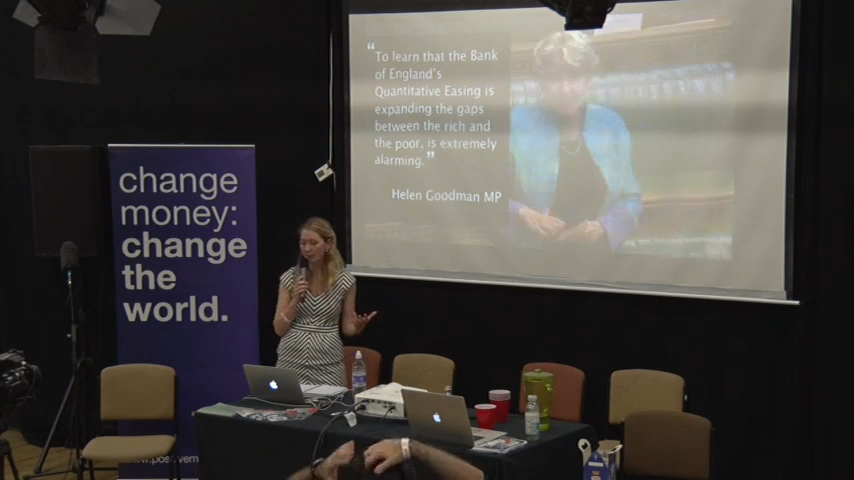 “To learn that the Bank
of England's
Quantitative Easing is
expanding the gaps
between the rich and
the poor, is extremely
alarming.”
Helen Goodman MP
change
money:
change
the
world.